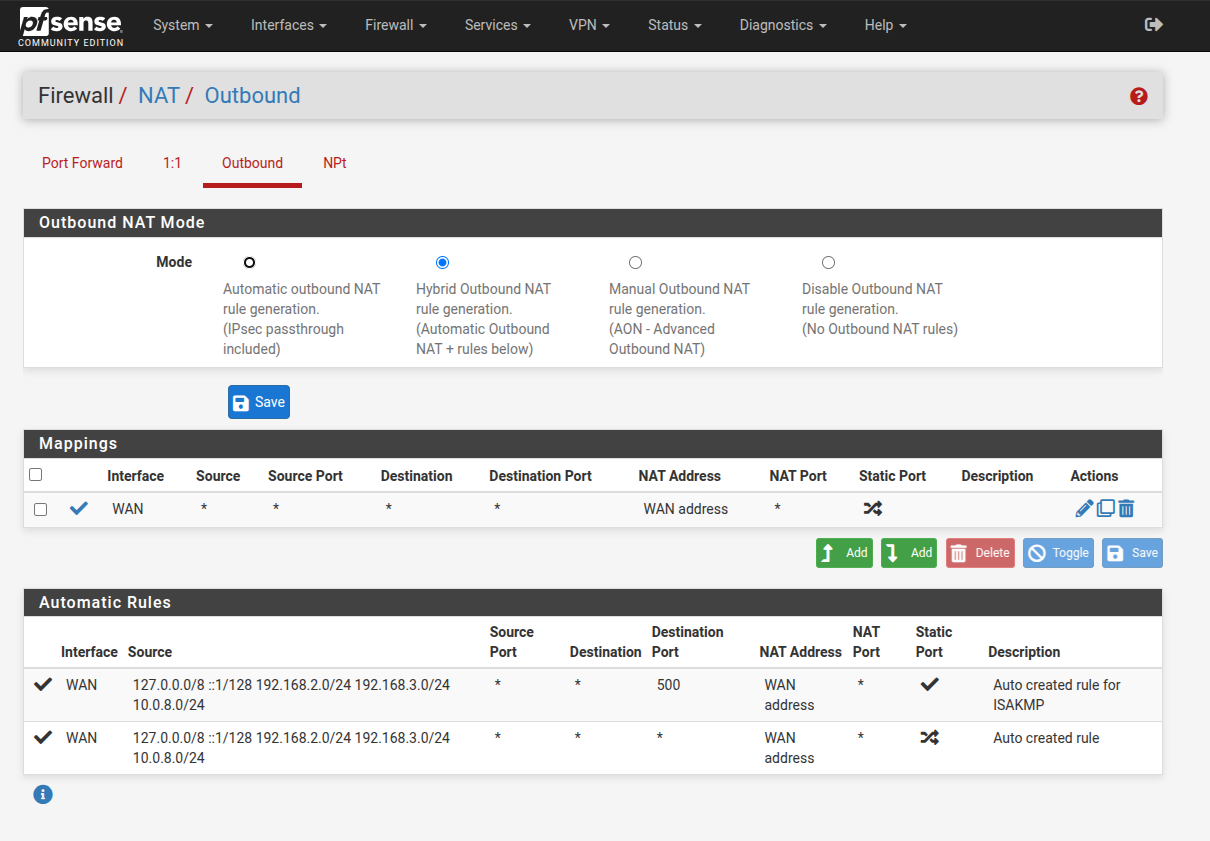 pfsense
COMMUNITY EDITION
System Interfaces Firewall Services VPN Status Diagnostics Help
Firewall / NAT / Outbound
Port Forward 1:1 Outbound NPt
Outbound NAT Mode
Mode
Automatic outbound NAT
rule generation.
(IPsec passthrough
included)
Hybrid Outbound NAT
rule generation.
(Automatic Outbound
NAT + rules below)
Manual Outbound NAT
rule generation.
(AON - Advanced
Outbound NAT)
Disable Outbound NAT
rule generation.
(No Outbound NAT rules)
Save
Mappings
Interface Source Source Port Destination Destination Port NAT Address NAT Port Static Port Description Actions
WAN * * * * WAN address *
Add Add Delete Toggle Save
Automatic Rules
Interface Source Source Port Destination Destination Port NAT Address NAT Port Static Port Description
WAN 127.0.0.0/8 ::1/128 192.168.2.0/24 192.168.3.0/24 * * 500 WAN * Auto created rule for
10.0.8.0/24 address ISAKMP
WAN 127.0.0.0/8 ::1/128 192.168.2.0/24 192.168.3.0/24 * * * WAN * Auto created rule
10.0.8.0/24 address